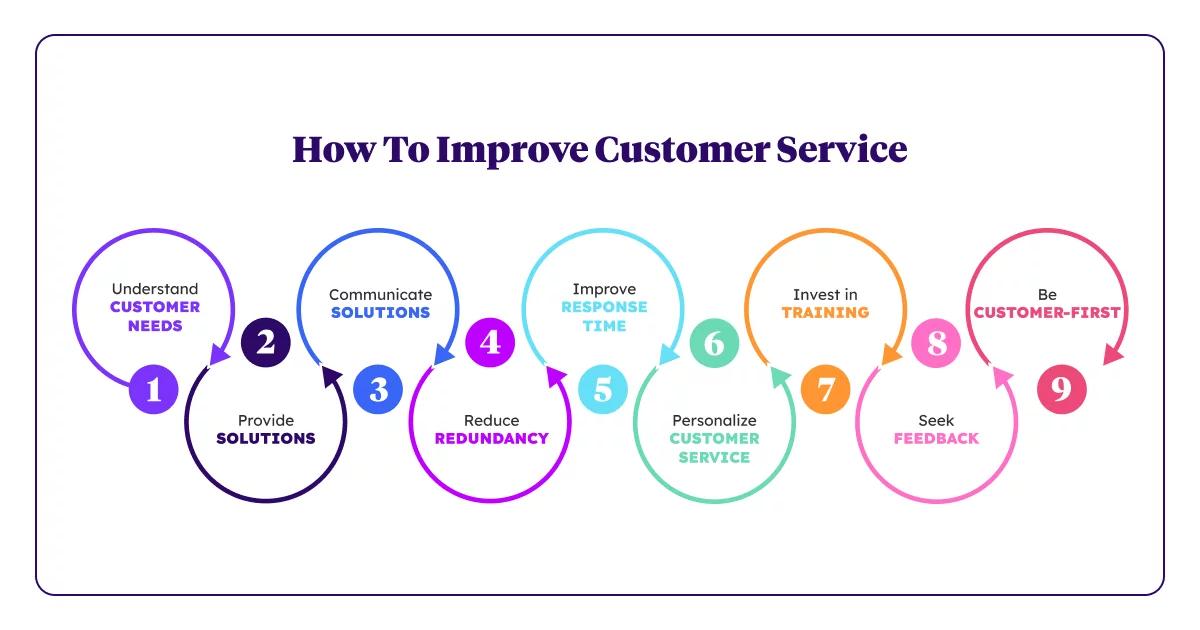 How To Improve Customer Service
Understand
CUSTOMER
NEEDS
1
2
Provide
SOLUTIONS
Communicate
SOLUTIONS
3
4
Reduce
REDUNDANCY
Improve
RESPONSE
TIME
5
6
Personalize
CUSTOMER
SERVICE
Invest in
TRAINING
7
8
Seek
FEEDBACK
Be
CUSTOMER-FIRST
9